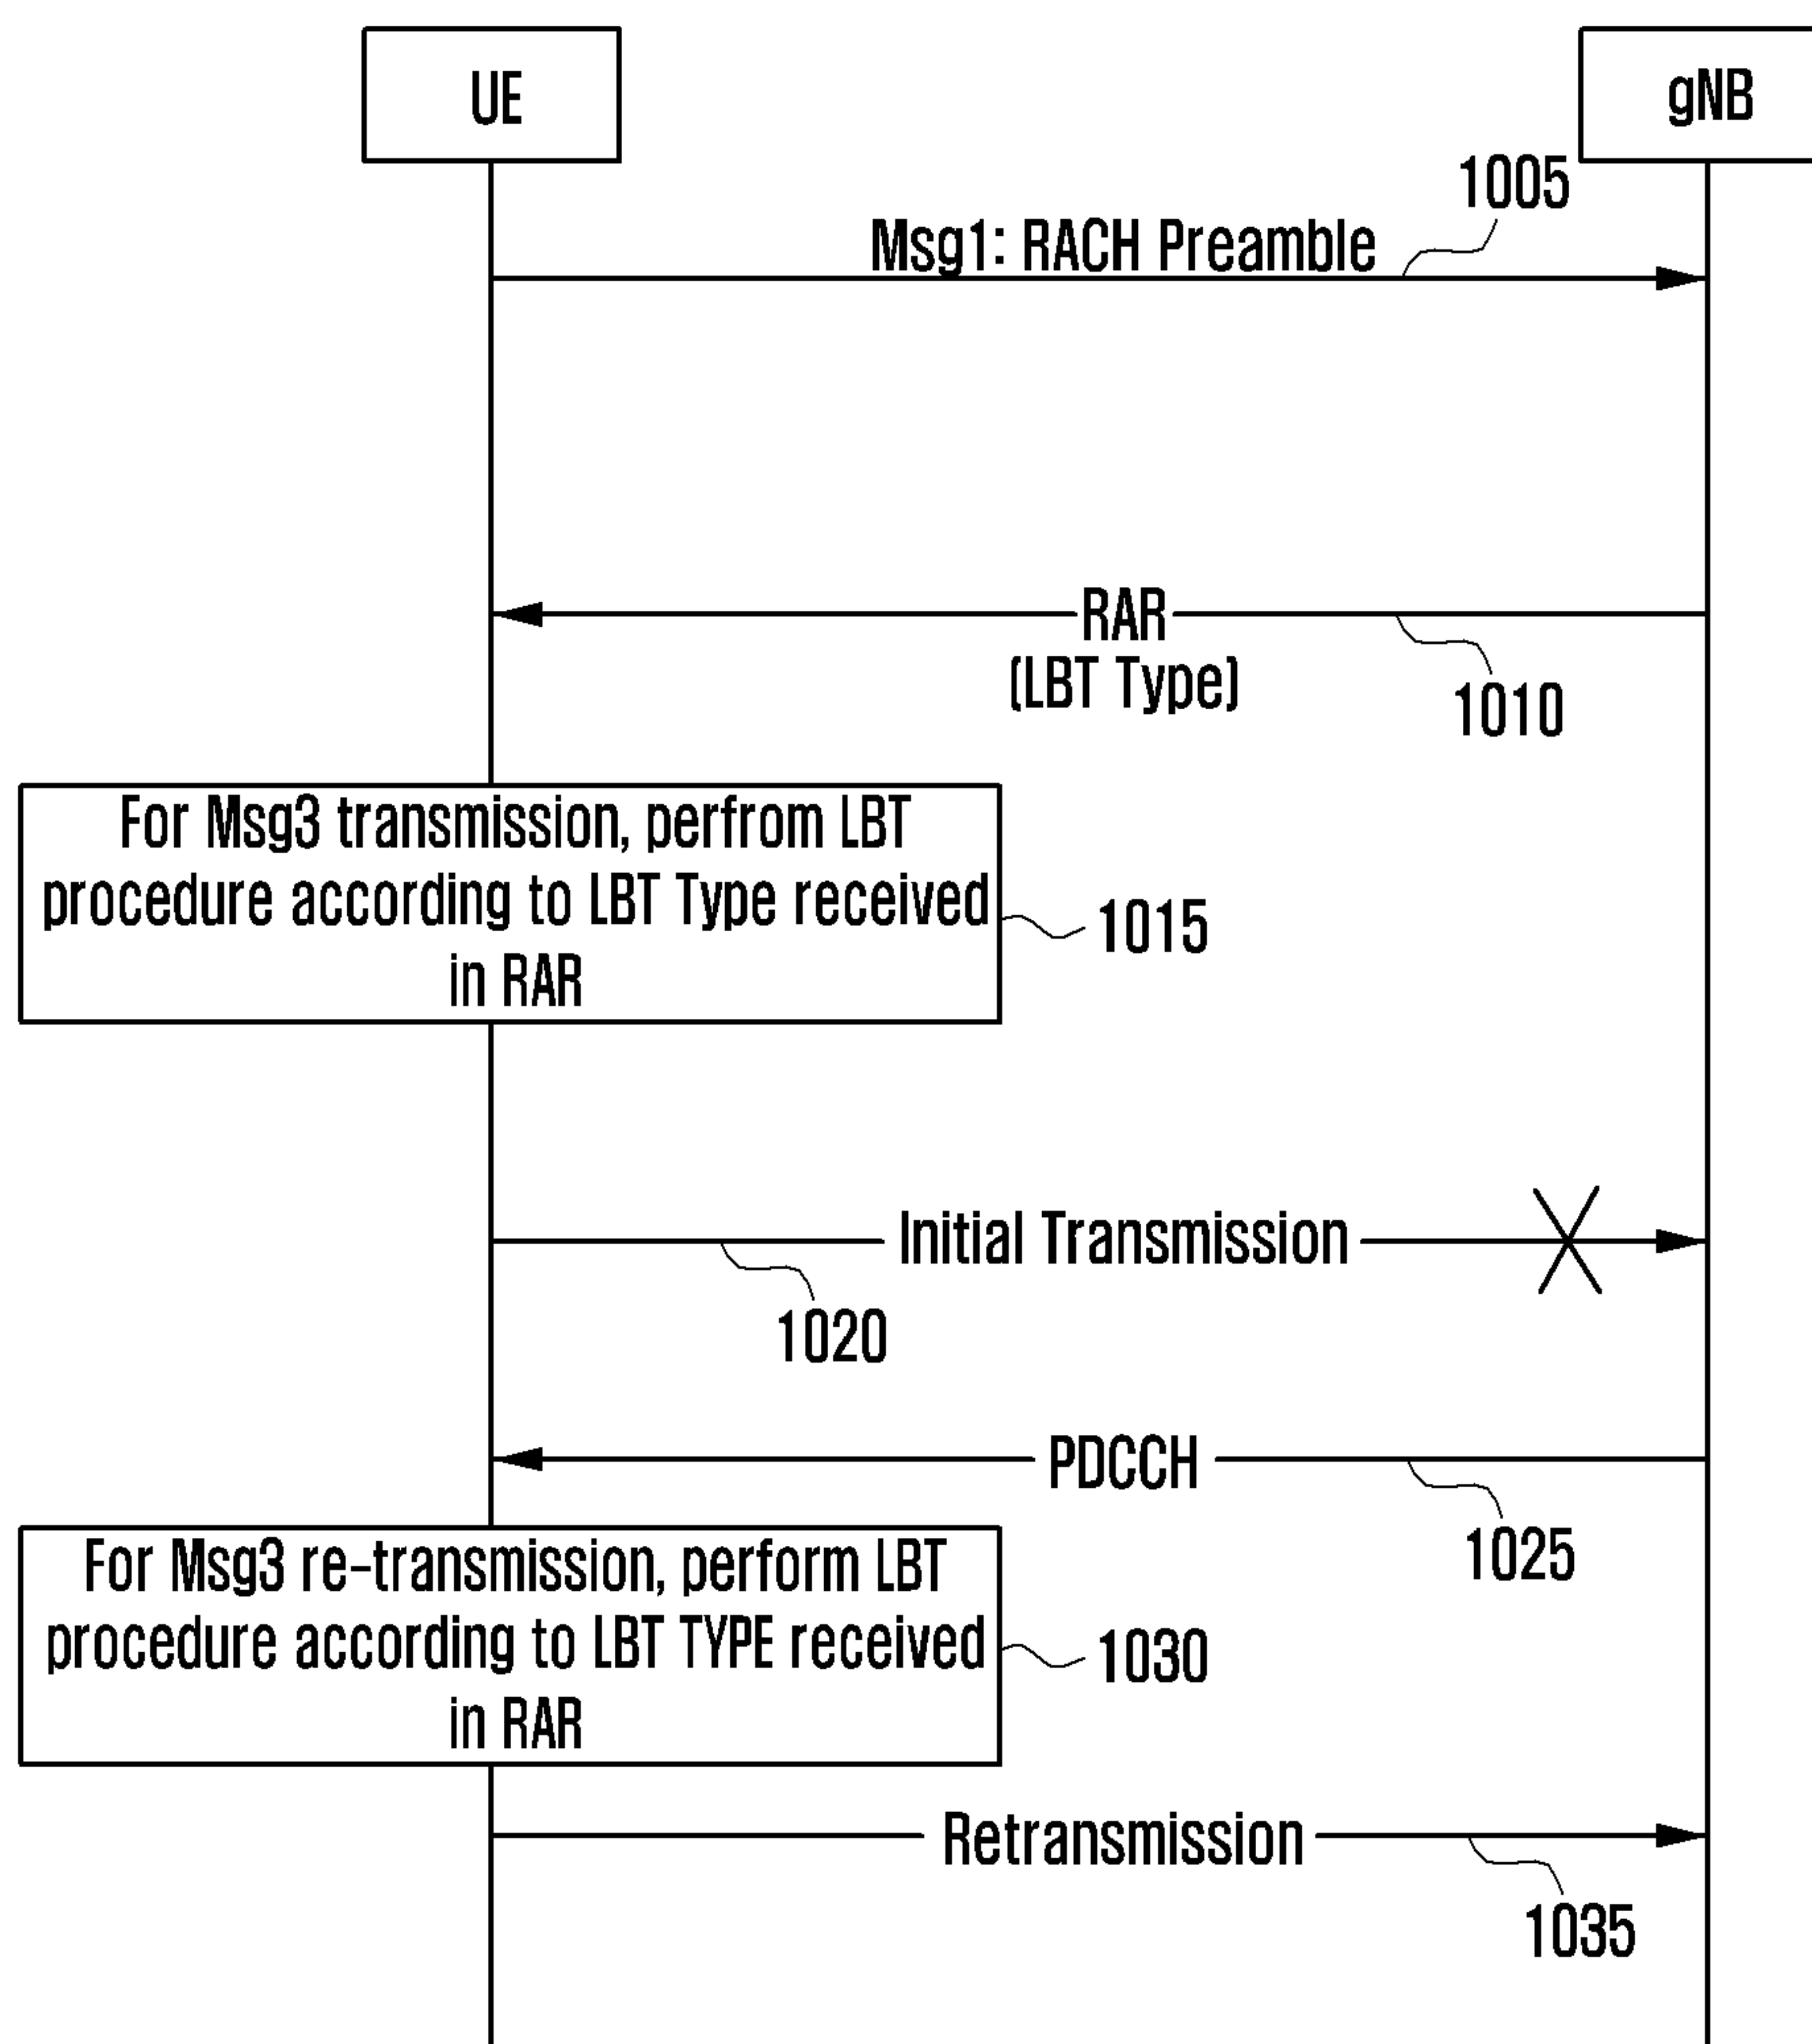 UE
gNB
1005
Msg1: RACH Preamble
RAR
(LBT Type)
1010
For Msg3 transmission, perfrom LBT
procedure according to LBT Type received
in RAR
1015
Initial Transmission
1020
PDCCH
1025
For Msg3 re-transmission, perform LBT
procedure according to LBT TYPE received
in RAR
1030
Retransmission
1035